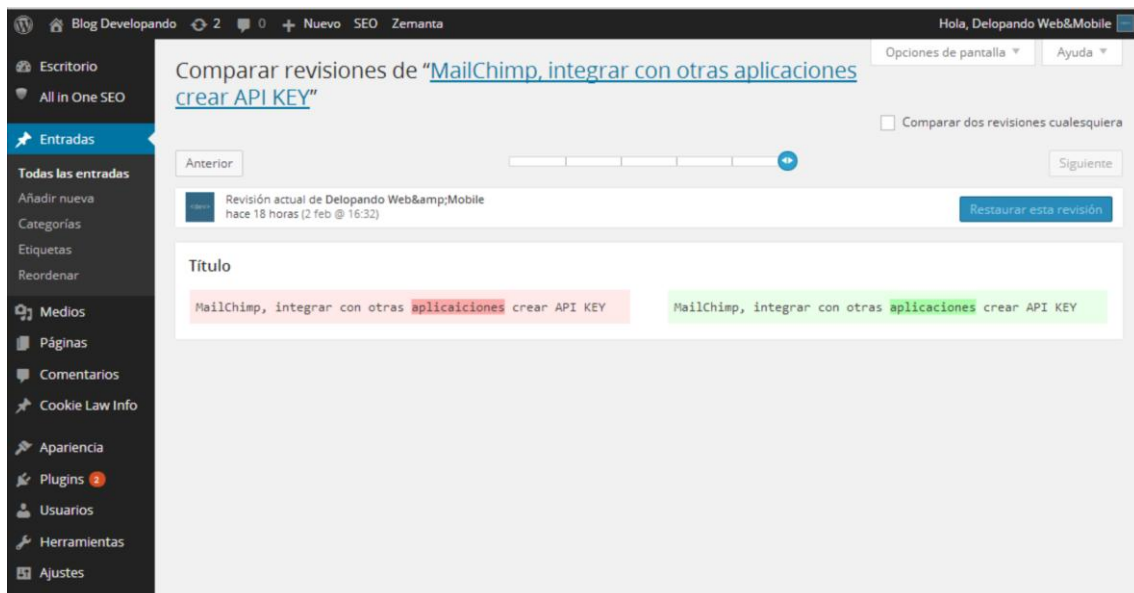 Blog Developando 2 0 + Nuevo SEO Zemanta Hola, Delopando Web&Mobile
Opciones de pantalla Ayuda
Escritorio
All in One SEO
Entradas
Todas las entradas
Añadir nueva
Categorías
Etiquetas
Reordenar
Medios
Páginas
Comentarios
Cookie Law Info
Apariencia
Plugins 2
Usuarios
Herramientas
Ajustes
Comparar revisiones de “MailChimp, integrar con otras aplicaciones
crear API KEY”
Comparar dos revisiones cualesquiera
Anterior Siguiente
Revisión actual de Delopando Web&amp;Mobile
hace 18 horas (2 feb @ 16:32)
Restaurar esta revisión
Título
MailChimp, integrar con otras aplicaiciones crear API KEY
MailChimp, integrar con otras aplicaciones crear API KEY